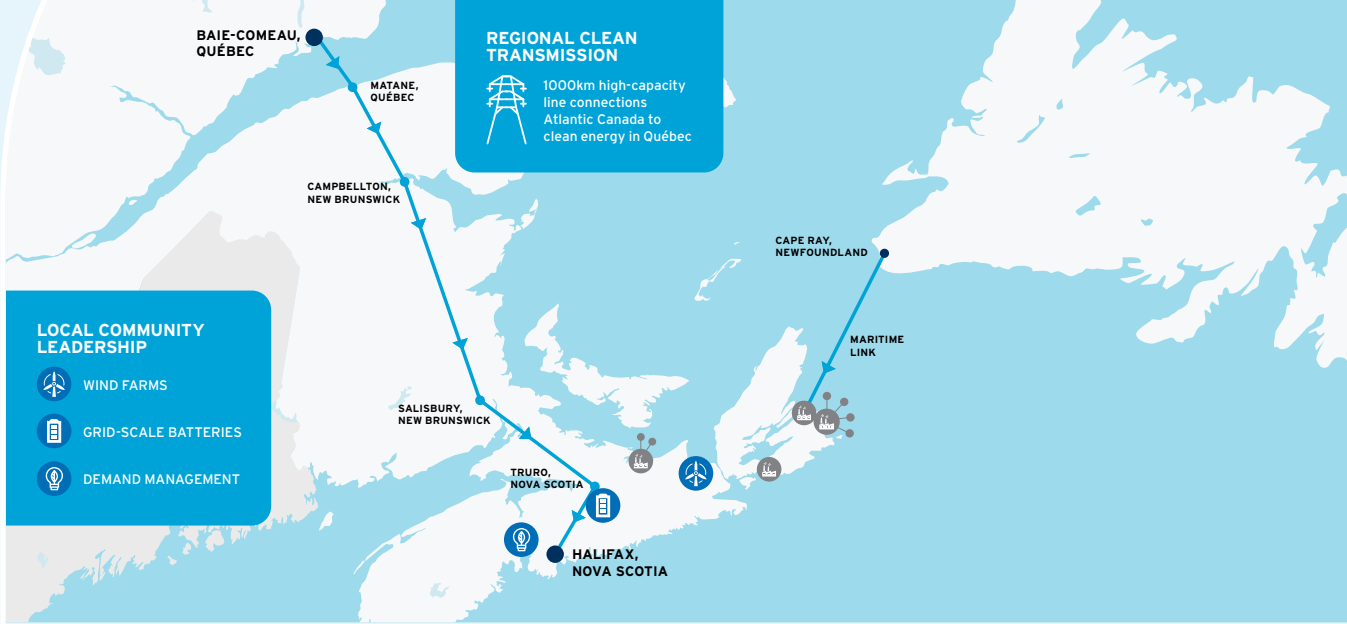 BAIE-COMEAU,
QUÉBEC
MATANE,
QUÉBEC
REGIONAL CLEAN
TRANSMISSION
1000km high-capacity
line connections
Atlantic Canada to
clean energy in Québec
CAMPBELLTON,
NEW BRUNSWICK
CAPE RAY,
NEWFOUNDLAND
LOCAL COMMUNITY
LEADERSHIP
WIND FARMS
GRID-SCALE BATTERIES
DEMAND MANAGEMENT
MARITIME
LINK
SALISBURY,
NEW BRUNSWICK
TRURO,
NOVA SCOTIA
HALIFAX,
NOVA SCOTIA